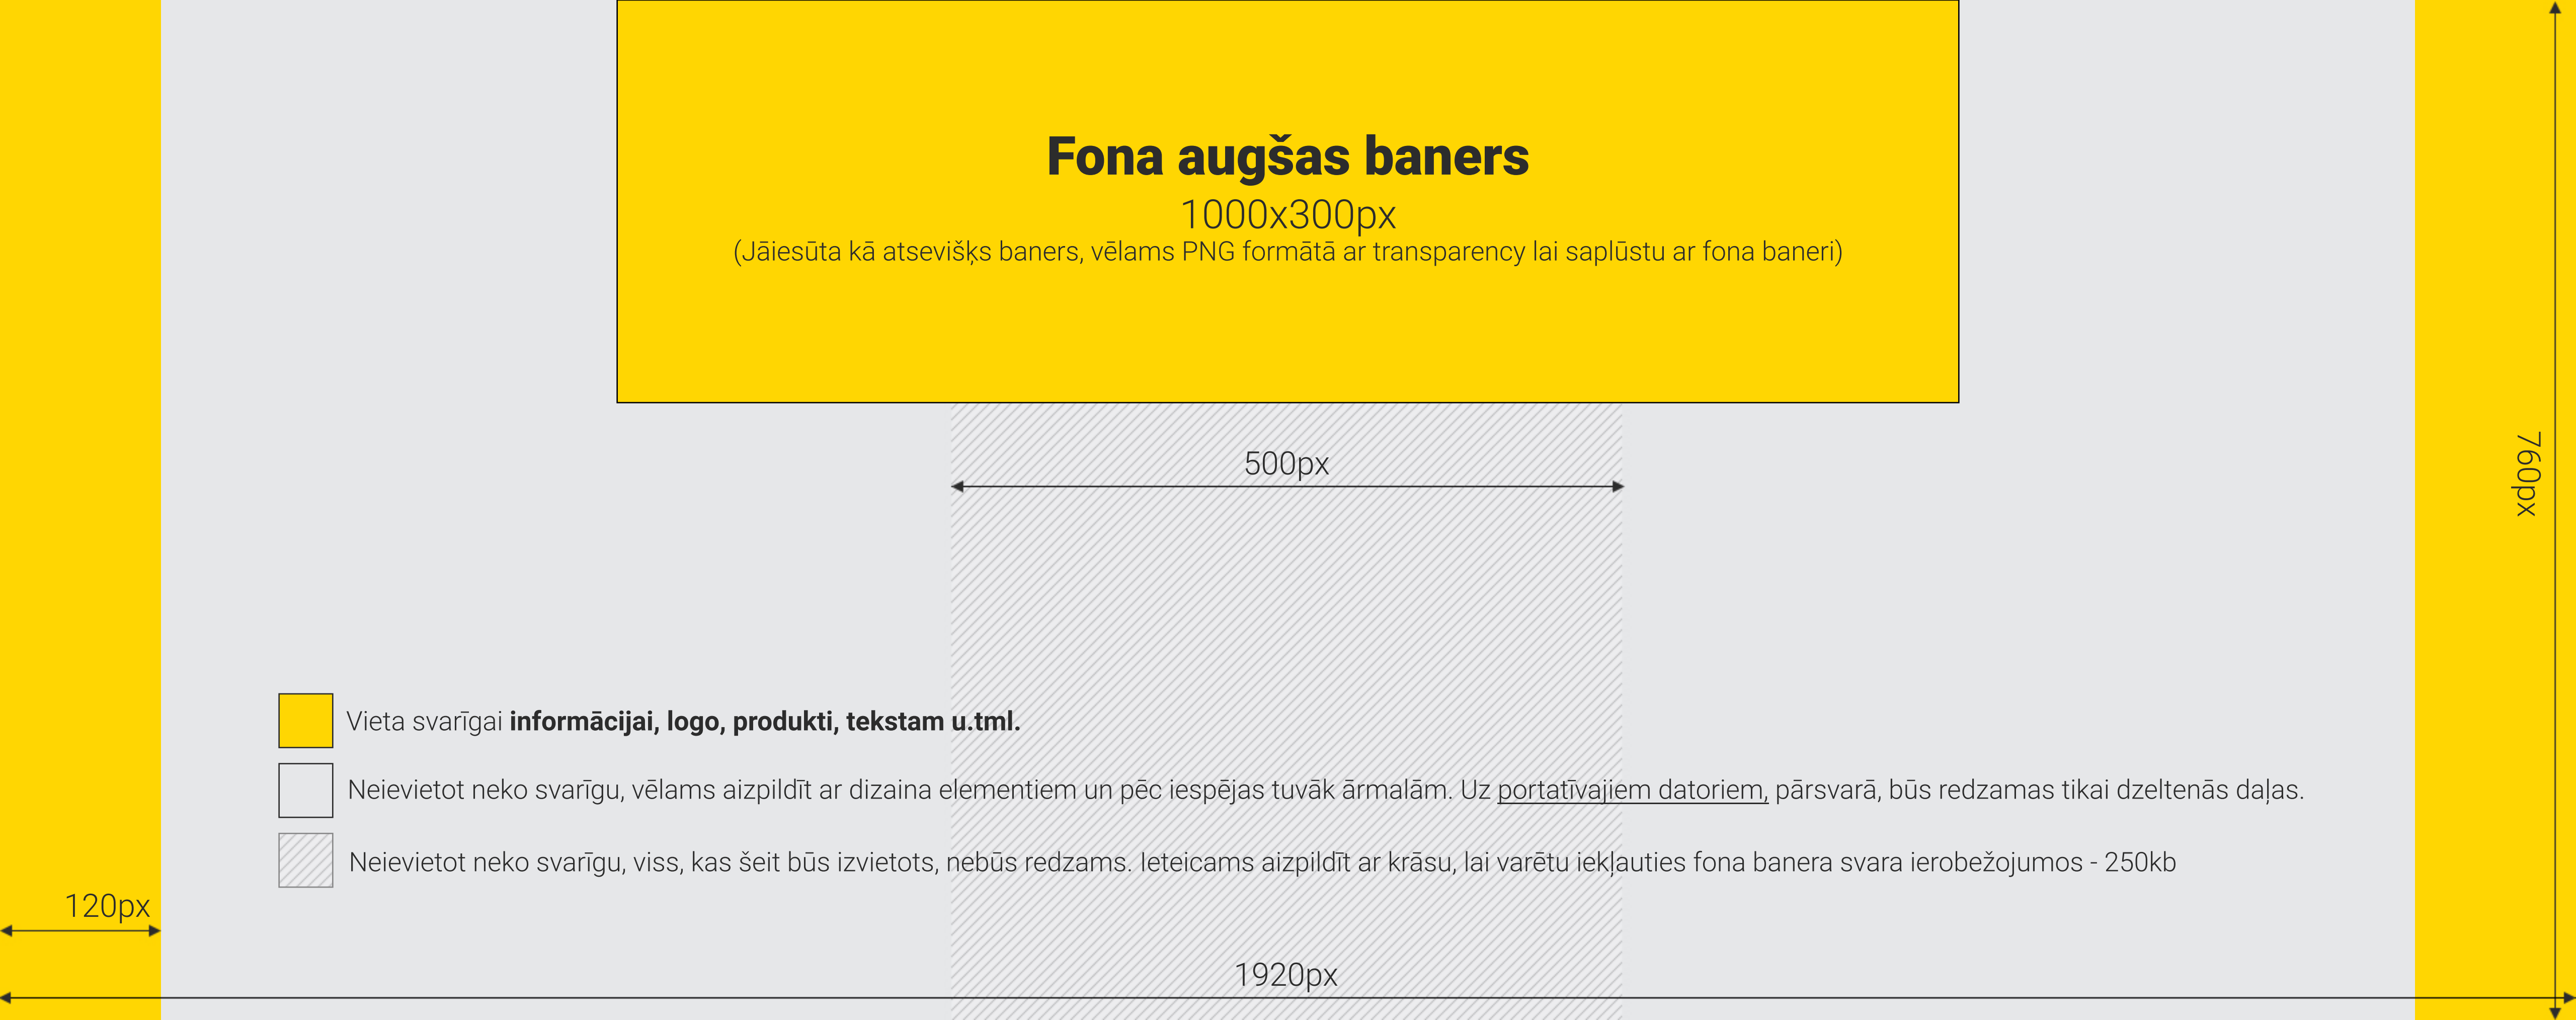 Fona augšas baners
1000x300px
(Jāiesūta kā atsevišķs baners, vēlams PNG formātā ar transparency lai saplūstu ar fona baneri)
500px
760px
Vieta svarīgai informācijai, logo, produkti, tekstam u.tml.
Neievietot neko svarīgu, vēlams aizpildīt ar dizaina elementiem un pēc iespējas tuvāk ārmalām. Uz portatīvajiem datoriem, pārsvarā, būs redzamas tikai dzeltenās daļas.
Neievietot neko svarīgu, viss, kas šeit būs izvietots, nebūs redzams. Ieteicams aizpildīt ar krāsu, lai varētu iekļauties fona banera svara ierobežojumos - 250kb
120px
1920px